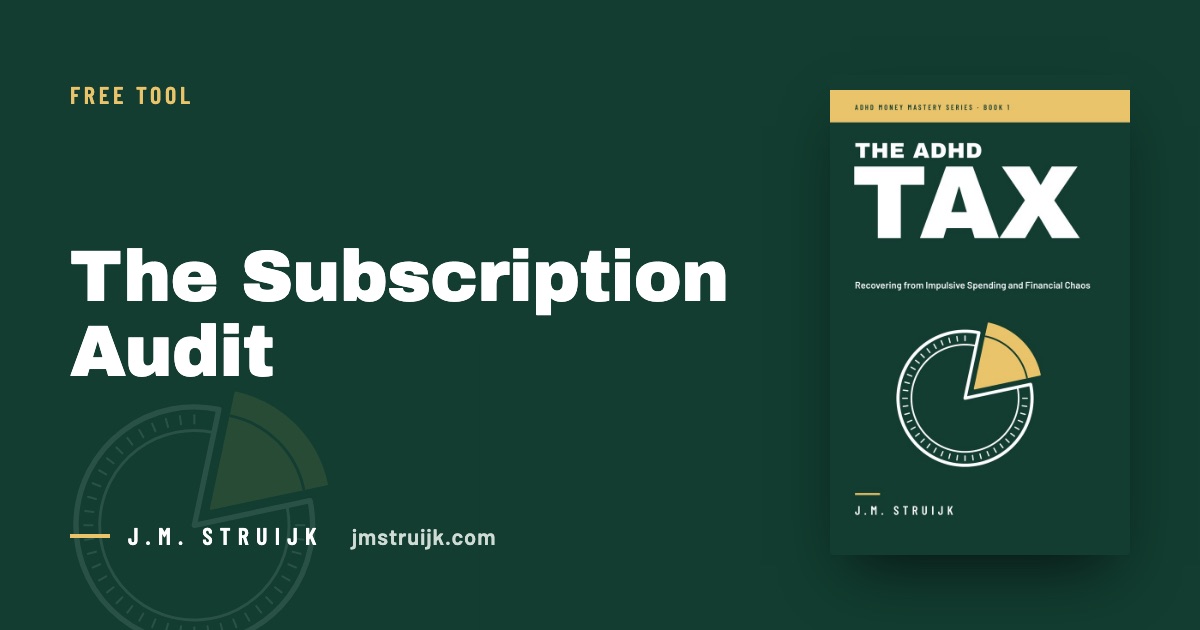 FREE TOOL
The Subscription
Audit
J.M. STRUIJK jmstruijk.com
ADHD MONEY MASTERY SERIES · BOOK 1
THE ADHD
TAX
Recovering from Impulsive Spending and Financial Chaos
J.M. STRUIJK